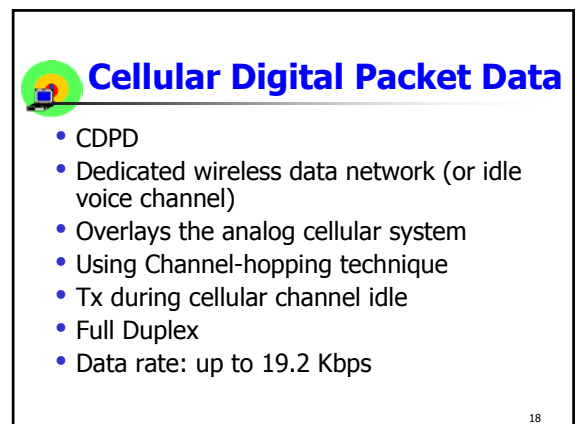 Cellular Digital Packet Data
• CDPD
• Dedicated wireless data network (or idle
voice channel)
• Overlays the analog cellular system
• Using Channel-hopping technique
• Tx during cellular channel idle
• Full Duplex
• Data rate: up to 19.2 Kbps
18